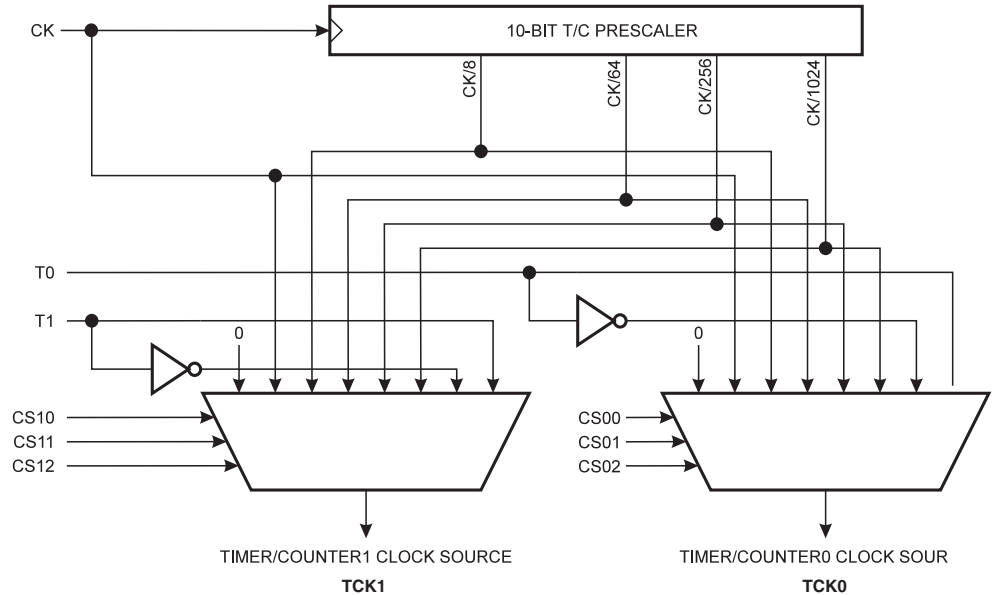 CK
10-BIT T/C PRESCALER
CK/8
CK/64
CK/256
CK/1024
T0
T1
0
0
CS10
CS11
CS12
CS00
CS01
CS02
TIMER/COUNTER1 CLOCK SOURCE
TCK1
TIMER/COUNTER0 CLOCK SOUR
TCK0